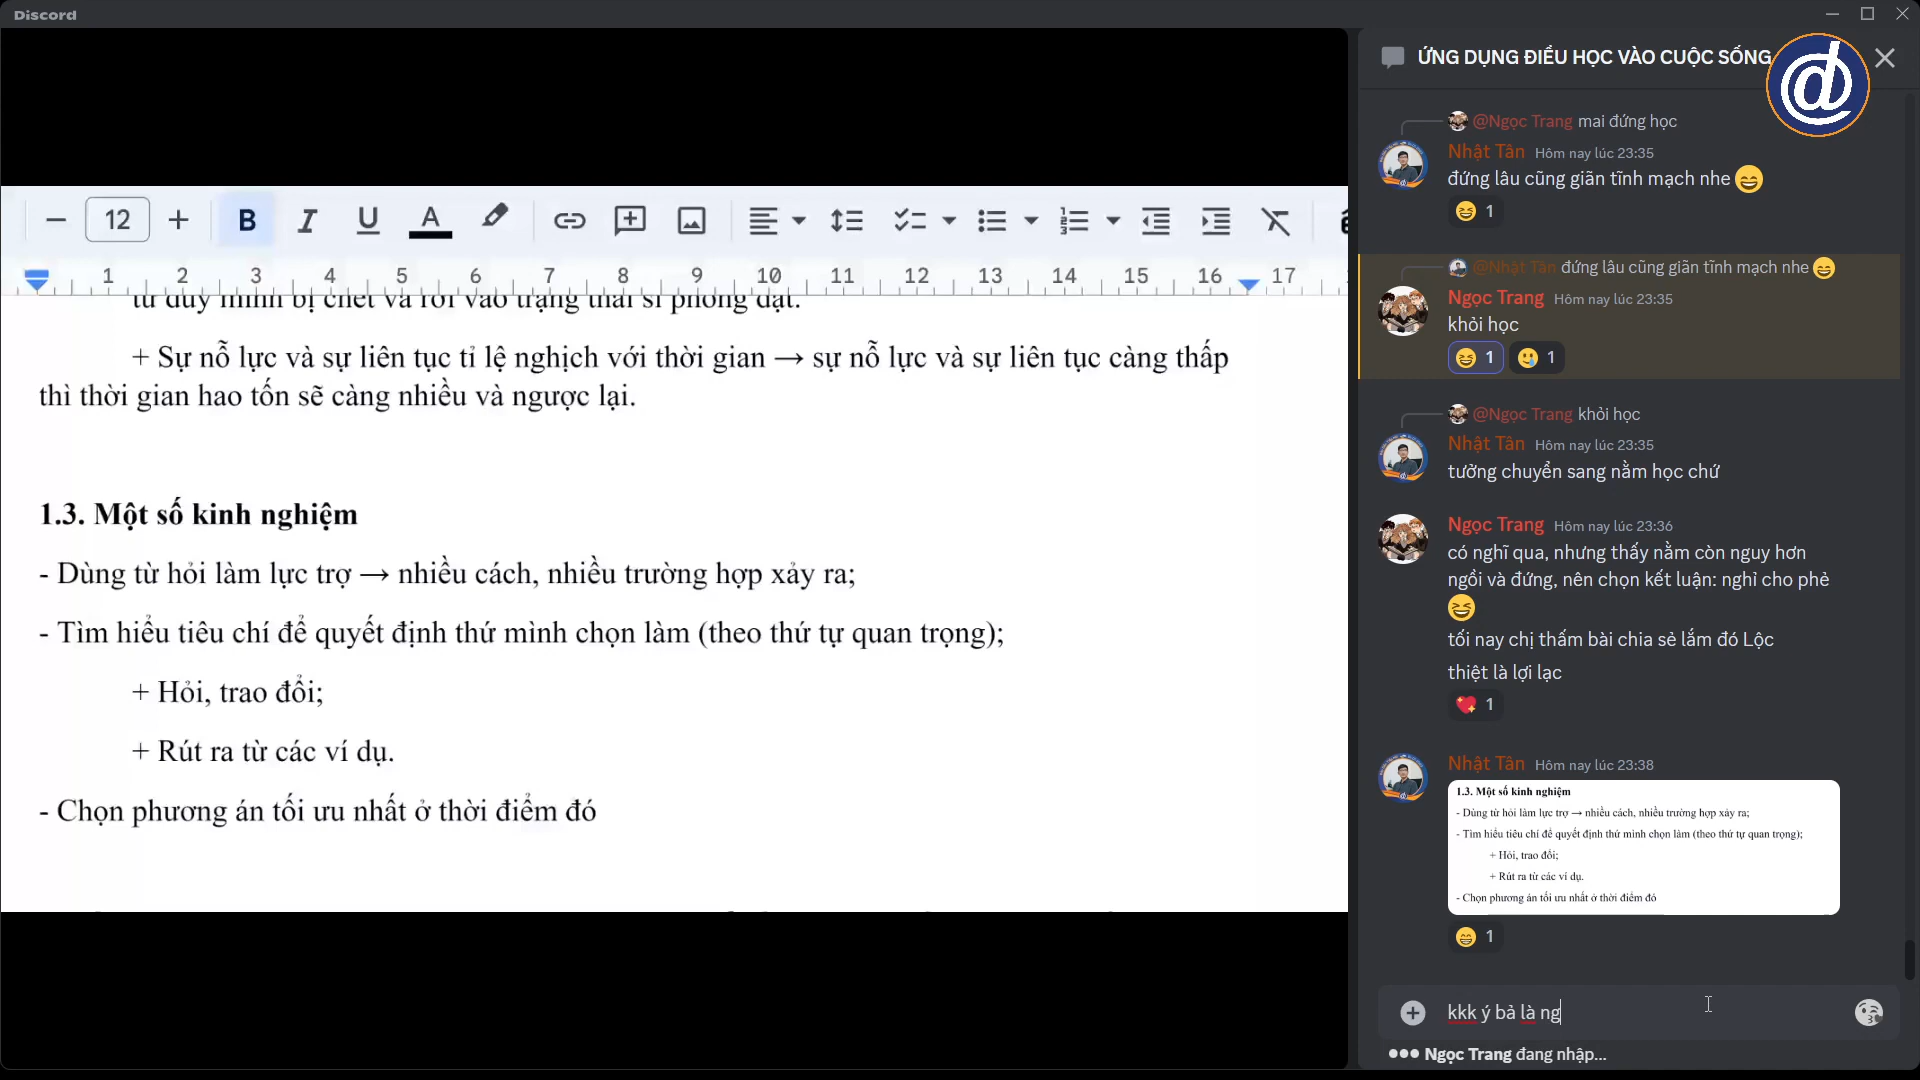 Discord
12 B I U A
1 2 3 4 5 6 7 8 9 10 11 12 13 14 15 16 17
tư duy mình bị chết và rơi vào trạng thái si phóng dật.
+ Sự nỗ lực và sự liên tục tỉ lệ nghịch với thời gian → sự nỗ lực và sự liên tục càng thấp
thì thời gian hao tốn sẽ càng nhiều và ngược lại.
1.3. Một số kinh nghiệm
- Dùng từ hỏi làm lực trợ → nhiều cách, nhiều trường hợp xảy ra;
- Tìm hiểu tiêu chí để quyết định thứ mình chọn làm (theo thứ tự quan trọng);
+ Hỏi, trao đổi;
+ Rút ra từ các ví dụ.
- Chọn phương án tối ưu nhất ở thời điểm đó
ỨNG DỤNG ĐIỀU HỌC VÀO CUỘC SỐNG
@Ngọc Trang mai đứng học
Nhật Tân Hôm nay lúc 23:35
đứng lâu cũng giãn tĩnh mạch nhe 😄
😆 1
@Nhật Tân đứng lâu cũng giãn tĩnh mạch nhe 😄
Ngọc Trang Hôm nay lúc 23:35
khỏi học
😆 1 🥲 1
@Ngọc Trang khỏi học
Nhật Tân Hôm nay lúc 23:35
tưởng chuyển sang nằm học chứ
Ngọc Trang Hôm nay lúc 23:36
có nghĩ qua, nhưng thấy nằm còn nguy hơn
ngồi và đứng, nên chọn kết luận: nghỉ cho phẻ
😆
tối nay chị thấm bài chia sẻ lắm đó Lộc
thiệt là lợi lạc
💖 1
Nhật Tân Hôm nay lúc 23:38
1.3. Một số kinh nghiệm
- Dùng từ hỏi làm lực trợ → nhiều cách, nhiều trường hợp xảy ra;
- Tìm hiểu tiêu chí để quyết định thứ mình chọn làm (theo thứ tự quan trọng);
+ Hỏi, trao đổi;
+ Rút ra từ các ví dụ.
- Chọn phương án tối ưu nhất ở thời điểm đó
😄 1
kkk ý bả là ng
Ngọc Trang đang nhập...